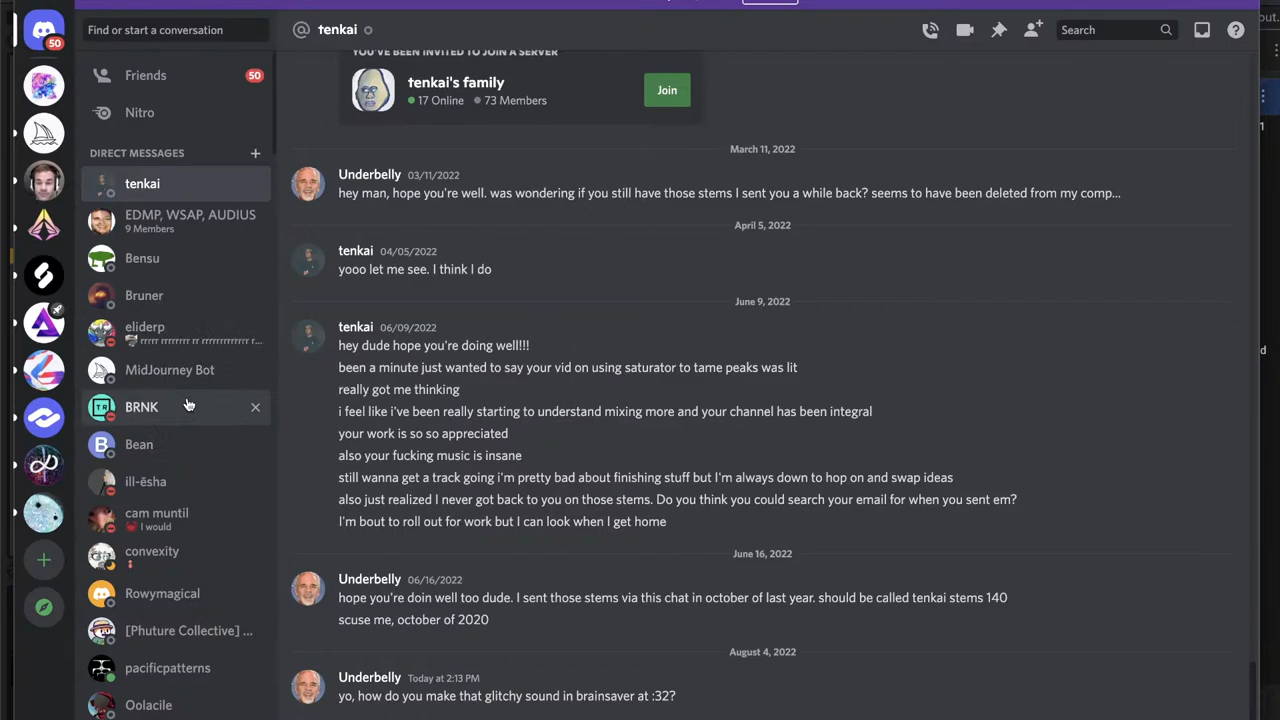 Find or start a conversation
50
Friends
50
Nitro
DIRECT MESSAGES
tenkai
EDMP, WSAP, AUDIUS
9 Members
Bensu
Bruner
eliderp
rrrr rrrrrrrr rr rrrrrrrrrrrrr r...
MidJourney Bot
BRNK
Bean
ill-ēsha
cam muntil
I would
convexity
Rowymagical
[Phuture Collective] ...
pacificpatterns
Oolacile
tenkai
Search
YOU'VE BEEN INVITED TO JOIN A SERVER
tenkai's family
17 Online 73 Members
Join
March 11, 2022
Underbelly 03/11/2022
hey man, hope you're well. was wondering if you still have those stems I sent you a while back? seems to have been deleted from my comp...
April 5, 2022
tenkai 04/05/2022
yooo let me see. I think I do
June 9, 2022
tenkai 06/09/2022
hey dude hope you're doing well!!!
been a minute just wanted to say your vid on using saturator to tame peaks was lit
really got me thinking
i feel like i've been really starting to understand mixing more and your channel has been integral
your work is so so appreciated
also your fucking music is insane
still wanna get a track going i'm pretty bad about finishing stuff but I'm always down to hop on and swap ideas
also just realized I never got back to you on those stems. Do you think you could search your email for when you sent em?
I'm bout to roll out for work but I can look when I get home
June 16, 2022
Underbelly 06/16/2022
hope you're doin well too dude. I sent those stems via this chat in october of last year. should be called tenkai stems 140
scuse me, october of 2020
August 4, 2022
Underbelly Today at 2:13 PM
yo, how do you make that glitchy sound in brainsaver at :32?